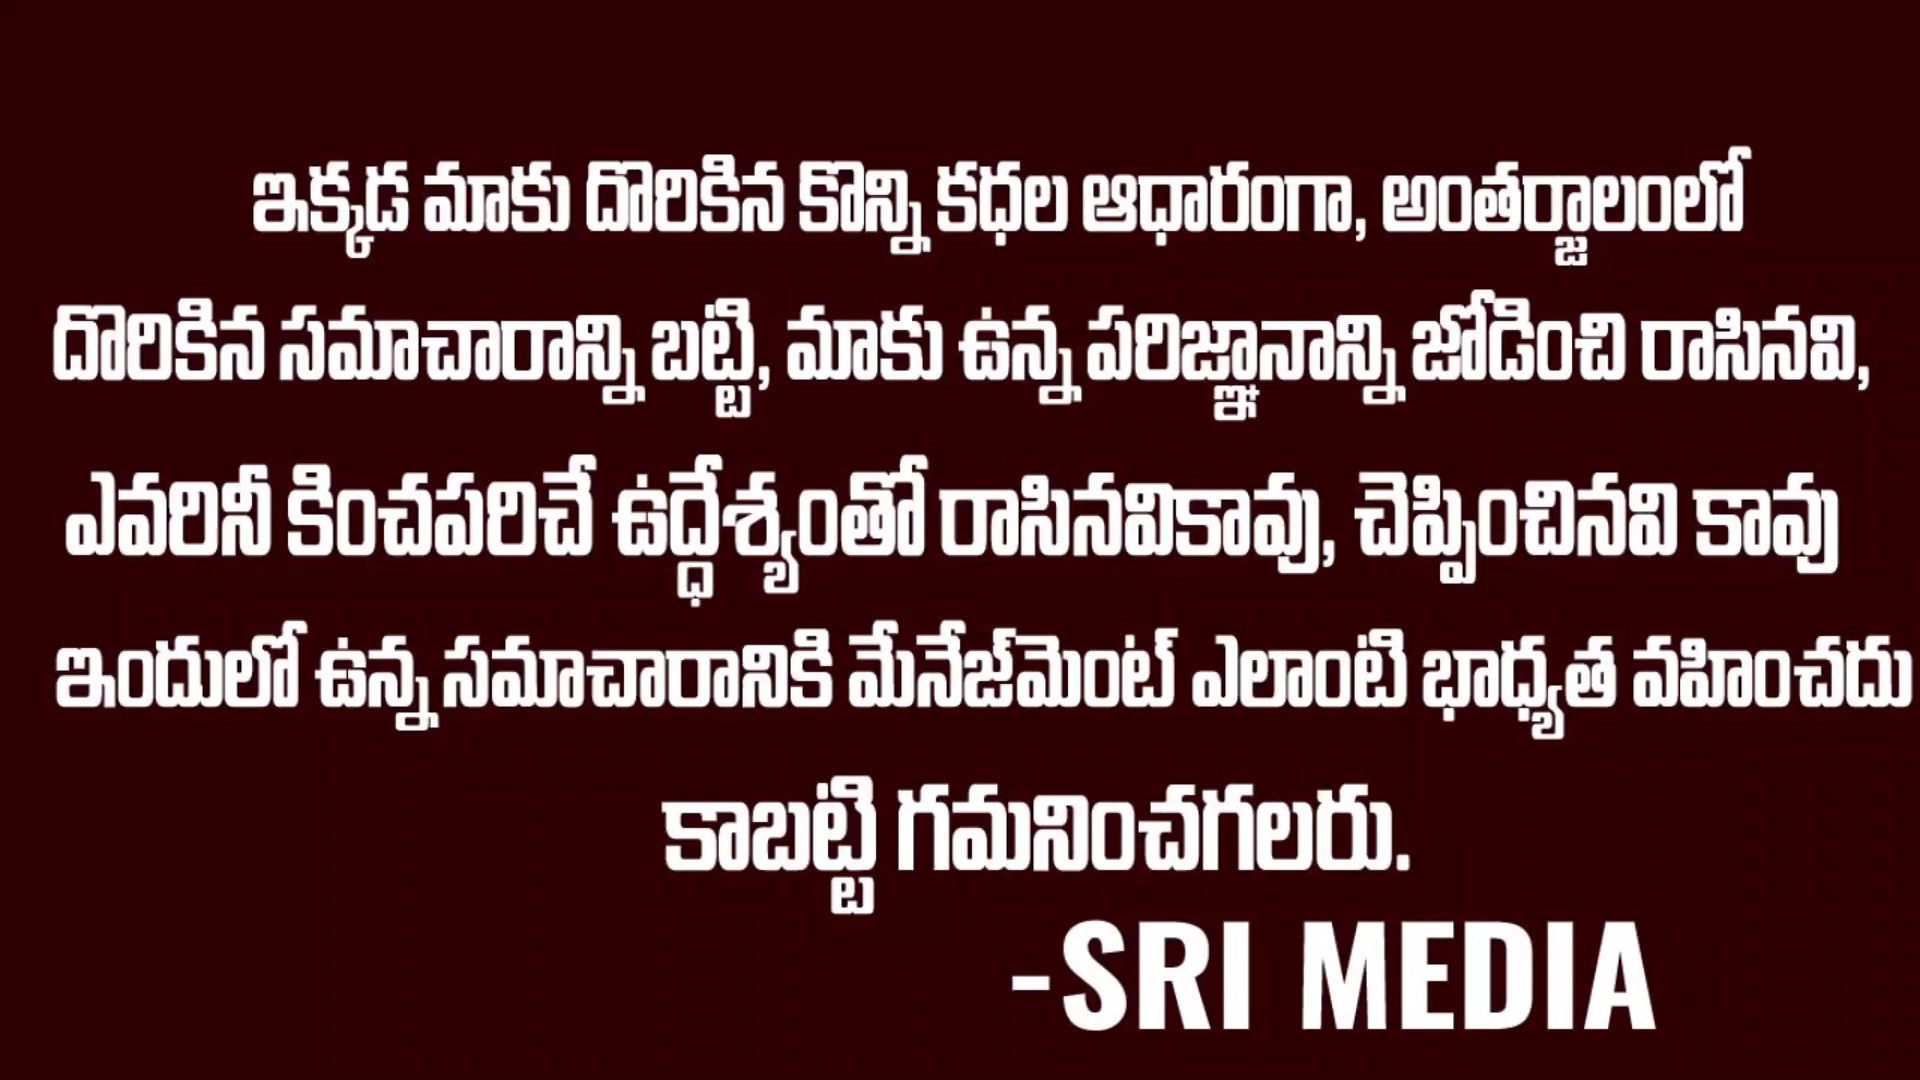 ఇక్కడ మాకు దొరికిన కొన్ని కధల ఆధారంగా, అంతర్జాలంలో
దొరికిన సమాచారాన్ని బట్టి, మాకు ఉన్న పరిజ్ఞానాన్ని జోడించి రాసినవి,
ఎవరినీ కించపరిచే ఉద్ధేశ్యంతో రాసినవికావు, చెప్పించినవి కావు
ఇందులో ఉన్న సమాచారానికి మేనేజ్‌మెంట్ ఎలాంటి భాధ్యత వహించదు
కాబట్టి గమనించగలరు.
-SRI MEDIA